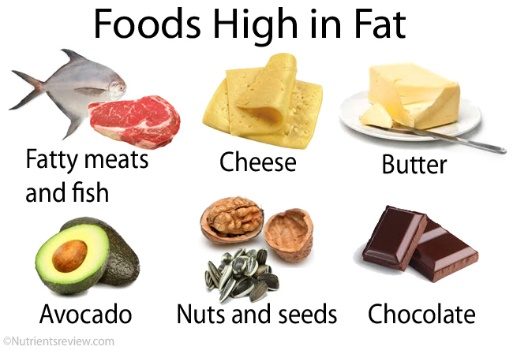 Foods High in Fat
Fatty meats
and fish
Cheese
Butter
Avocado
Nuts and seeds
Chocolate
©Nutrientsreview.com